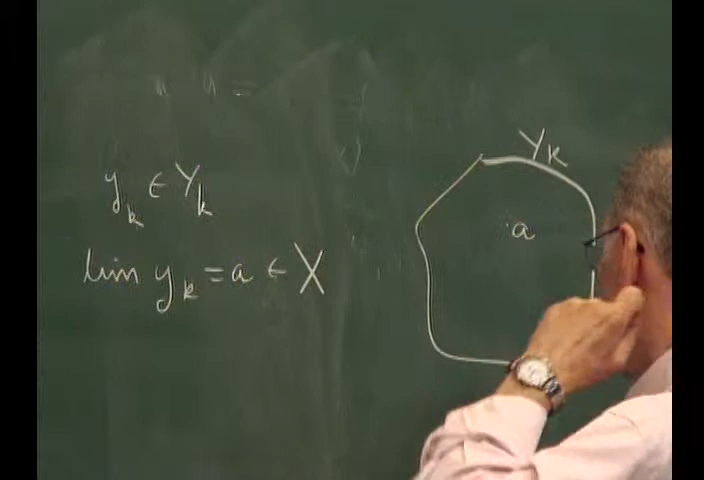 y_k ∈ Y_k
lim y_k = a ∈ X
Y_k
a